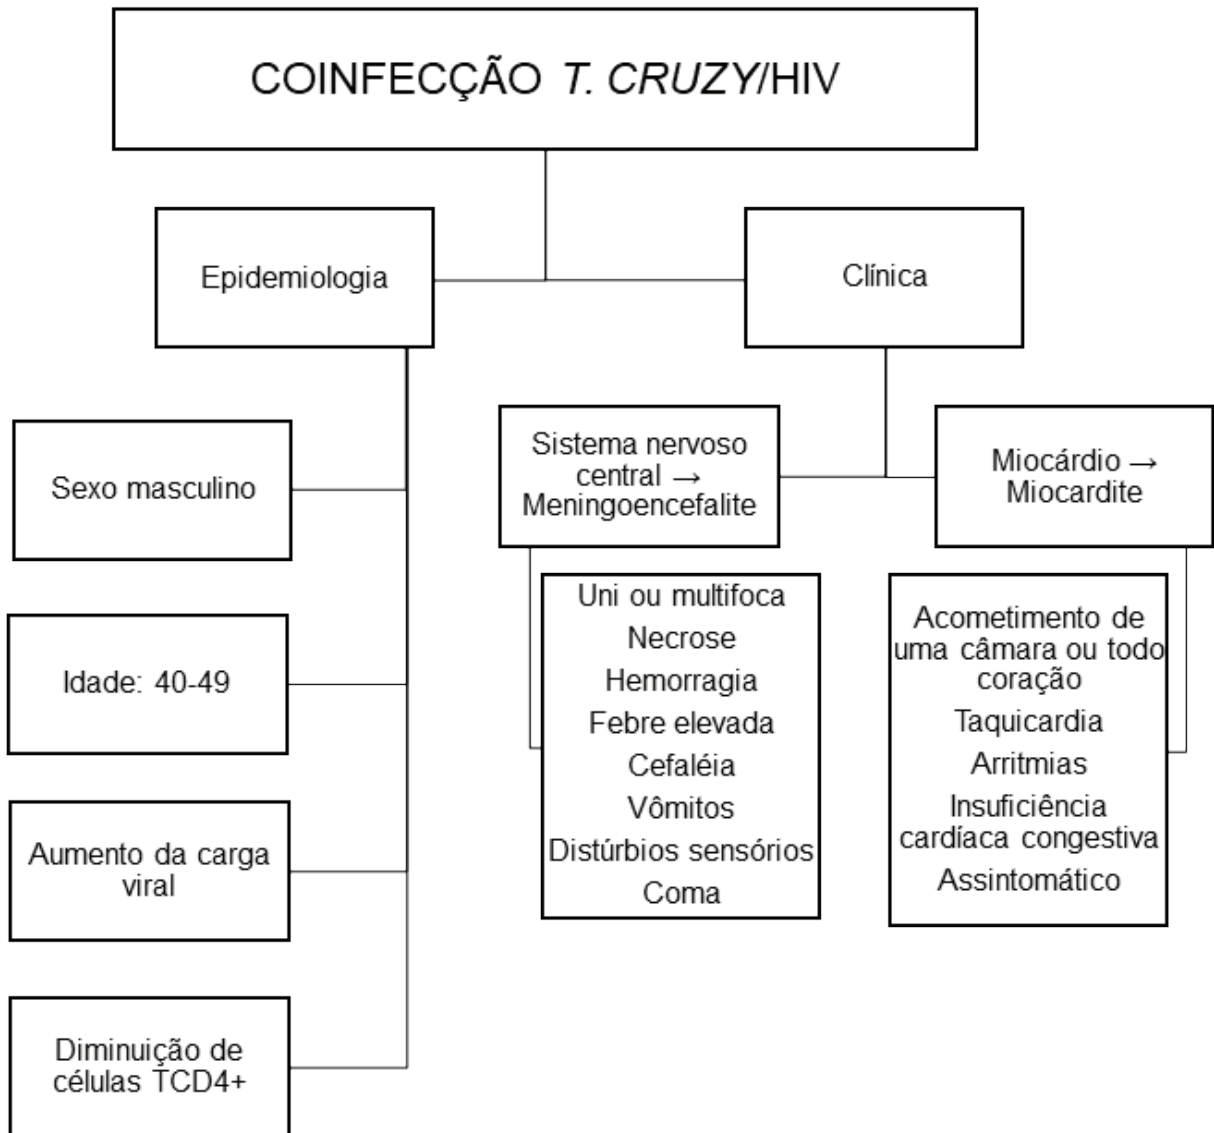 COINFECÇÃO T. CRUZY/HIV
Epidemiologia
Clínica
Sexo masculino
Idade: 40-49
Aumento da carga
viral
Diminuição de
células TCD4+
Sistema nervoso
central →
Meningoencefalite
Uni ou multifoca
Necrose
Hemorragia
Febre elevada
Cefaléia
Vômitos
Distúrbios sensórios
Coma
Miocárdio →
Miocardite
Acometimento de
uma câmara ou todo
coração
Taquicardia
Arritmias
Insuficiência
cardíaca congestiva
Assintomático